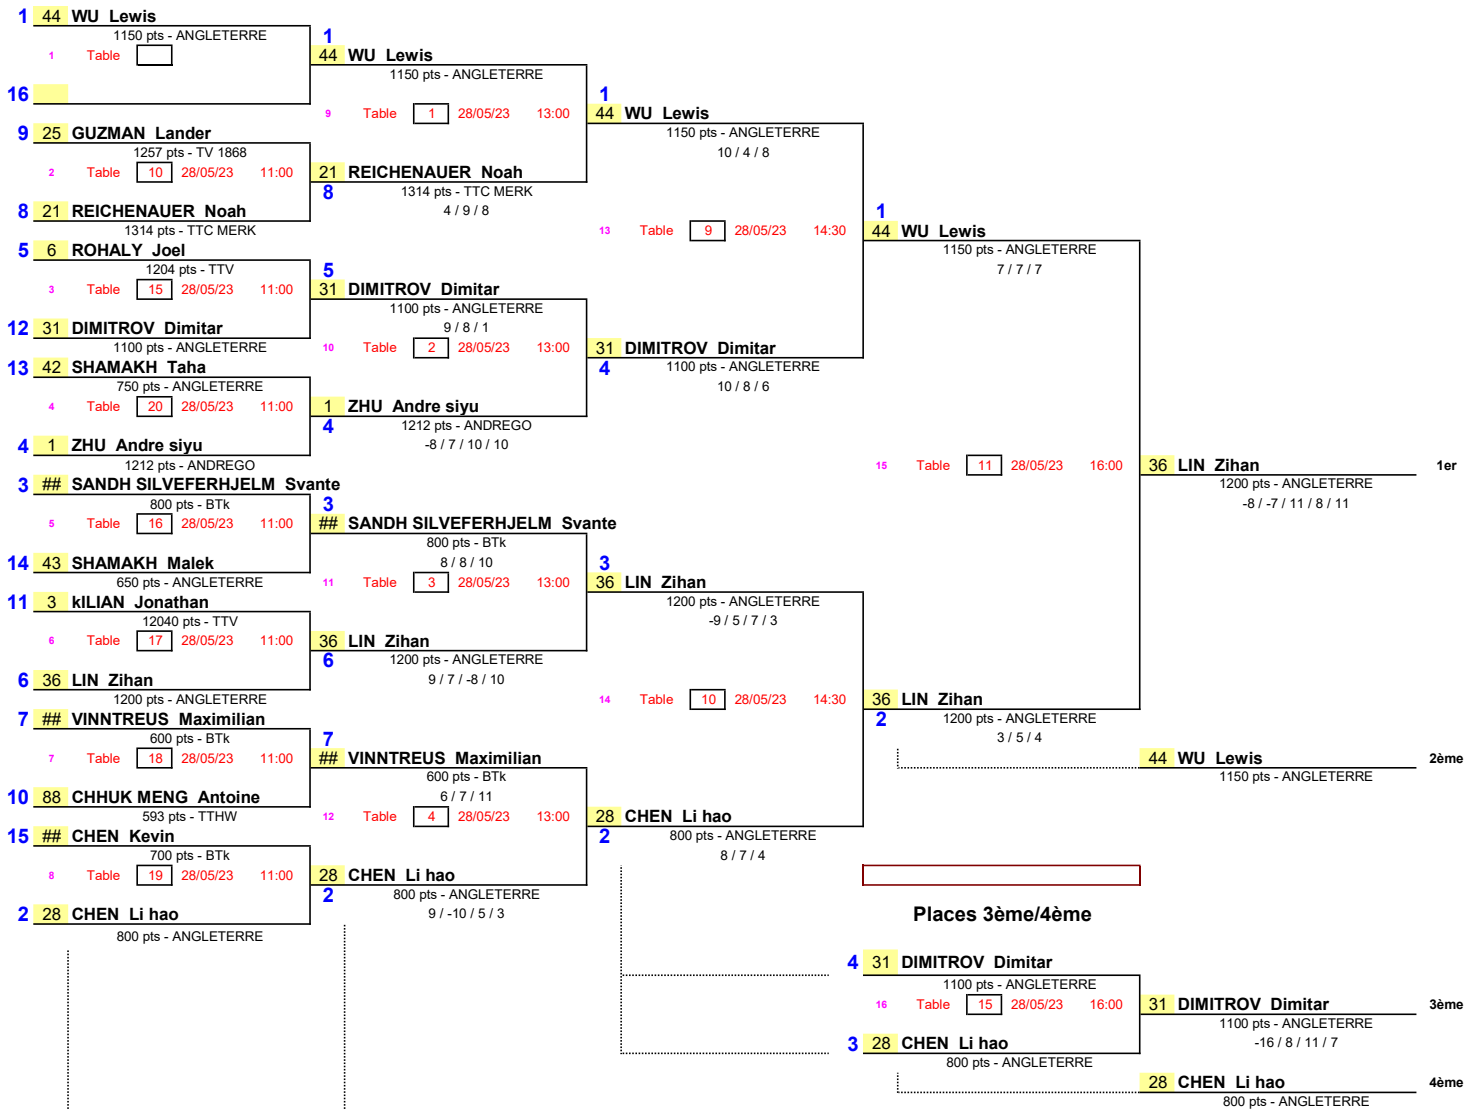 1 44 WU Lewis
1150 pts - ANGLETERRE
1 Table
16
9 25 GUZMAN Lander
1257 pts - TV 1868
2 Table 10 28/05/23 11:00
8 21 REICHENAUER Noah
1314 pts - TTC MERK
5 6 ROHALY Joel
1204 pts - TTV
3 Table 15 28/05/23 11:00
12 31 DIMITROV Dimitar
1100 pts - ANGLETERRE
13 42 SHAMAKH Taha
750 pts - ANGLETERRE
4 Table 20 28/05/23 11:00
4 1 ZHU Andre siyu
1212 pts - ANDREGO
3 ## SANDH SILVEFERHJELM Svante
800 pts - BTk
5 Table 16 28/05/23 11:00
14 43 SHAMAKH Malek
650 pts - ANGLETERRE
11 3 kILIAN Jonathan
12040 pts - TTV
6 Table 17 28/05/23 11:00
6 36 LIN Zihan
1200 pts - ANGLETERRE
7 ## VINNTREUS Maximilian
600 pts - BTk
7 Table 18 28/05/23 11:00
10 88 CHHUK MENG Antoine
593 pts - TTHW
15 ## CHEN Kevin
700 pts - BTk
8 Table 19 28/05/23 11:00
2 28 CHEN Li hao
800 pts - ANGLETERRE
1
44 WU Lewis
1150 pts - ANGLETERRE
9 Table 1 28/05/23 13:00
21 REICHENAUER Noah
8 1314 pts - TTC MERK
4 / 9 / 8
5
31 DIMITROV Dimitar
1100 pts - ANGLETERRE
9 / 8 / 1
10 Table 2 28/05/23 13:00
1 ZHU Andre siyu
4 1212 pts - ANDREGO
-8 / 7 / 10 / 10
3
## SANDH SILVEFERHJELM Svante
800 pts - BTk
8 / 8 / 10
11 Table 3 28/05/23 13:00
36 LIN Zihan
6 1200 pts - ANGLETERRE
9 / 7 / -8 / 10
7
## VINNTREUS Maximilian
600 pts - BTk
6 / 7 / 11
12 Table 4 28/05/23 13:00
28 CHEN Li hao
2 800 pts - ANGLETERRE
9 / -10 / 5 / 3
1
44 WU Lewis
1150 pts - ANGLETERRE
10 / 4 / 8
13 Table 9 28/05/23 14:30
31 DIMITROV Dimitar
4 1100 pts - ANGLETERRE
10 / 8 / 6
3
36 LIN Zihan
1200 pts - ANGLETERRE
-9 / 5 / 7 / 3
14 Table 10 28/05/23 14:30
28 CHEN Li hao
2 800 pts - ANGLETERRE
8 / 7 / 4
1
44 WU Lewis
1150 pts - ANGLETERRE
7 / 7 / 7
15 Table 11 28/05/23 16:00
36 LIN Zihan
2 1200 pts - ANGLETERRE
3 / 5 / 4
36 LIN Zihan 1er
1200 pts - ANGLETERRE
-8 / -7 / 11 / 8 / 11
44 WU Lewis 2ème
1150 pts - ANGLETERRE
Places 3ème/4ème
4 31 DIMITROV Dimitar
1100 pts - ANGLETERRE
16 Table 15 28/05/23 16:00
3 28 CHEN Li hao
800 pts - ANGLETERRE
31 DIMITROV Dimitar 3ème
1100 pts - ANGLETERRE
-16 / 8 / 11 / 7
28 CHEN Li hao 4ème
800 pts - ANGLETERRE